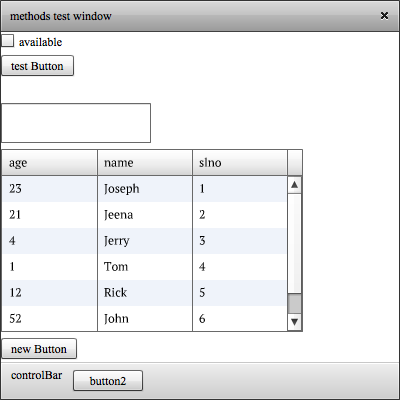 methods test window
available
test Button
age name slno
23 Joseph 1
21 Jeena 2
4 Jerry 3
1 Tom 4
12 Rick 5
52 John 6
new Button
controlBar button2